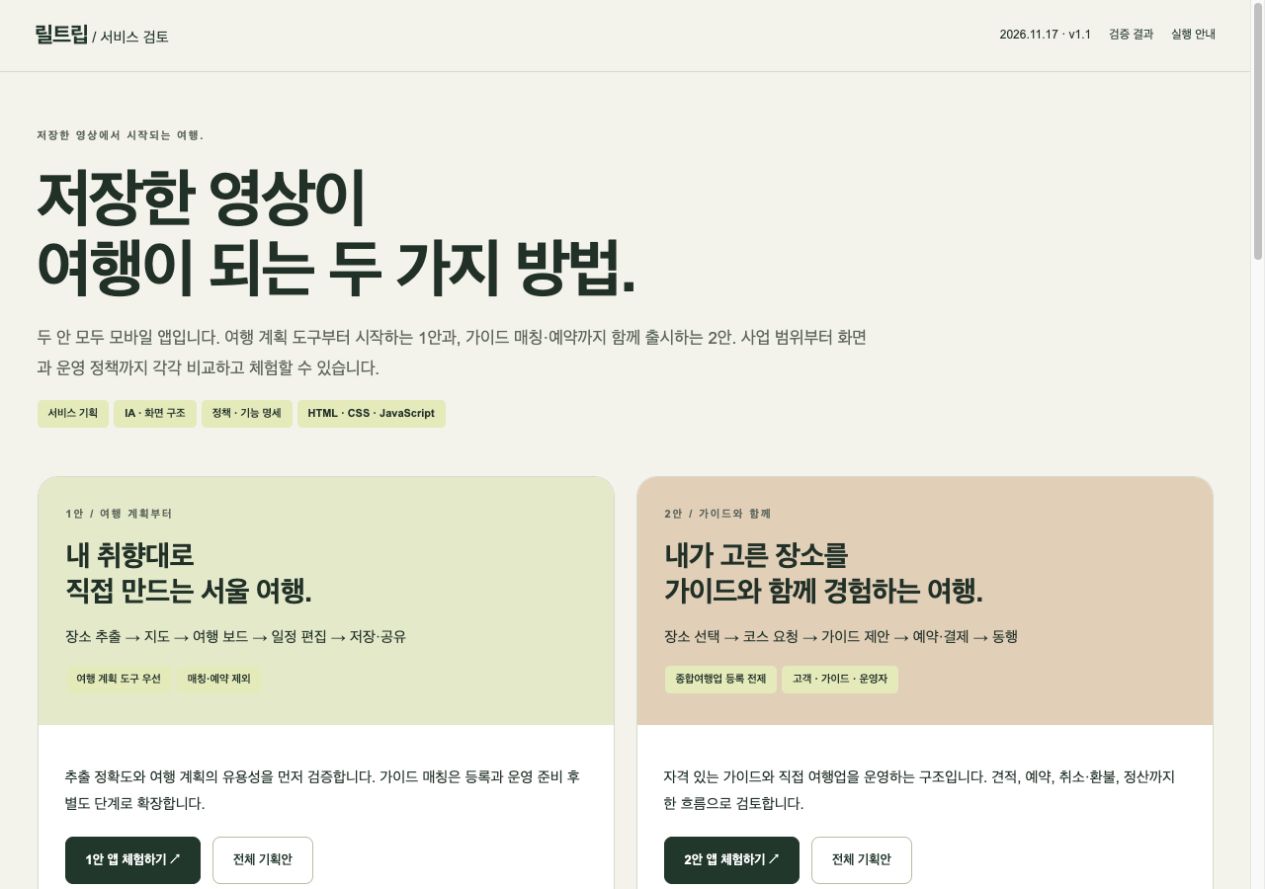 릴트립 / 서비스 검토
2026.11.17 · v1.1 검증 결과 실행 안내
저장한 영상에서 시작되는 여행.
저장한 영상이
여행이 되는 두 가지 방법.
두 안 모두 모바일 앱입니다. 여행 계획 도구부터 시작하는 1안과, 가이드 매칭·예약까지 함께 출시하는 2안. 사업 범위부터 화면
과 운영 정책까지 각각 비교하고 체험할 수 있습니다.
서비스 기획 IA · 화면 구조 정책 · 기능 명세 HTML · CSS · JavaScript
1안 / 여행 계획부터
내 취향대로
직접 만드는 서울 여행.
장소 추출 → 지도 → 여행 보드 → 일정 편집 → 저장·공유
여행 계획 도구 우선 매칭·예약 제외
추출 정확도와 여행 계획의 유용성을 먼저 검증합니다. 가이드 매칭은 등록과 운영 준비 후
별도 단계로 확장합니다.
1안 앱 체험하기 ↗ 전체 기획안
2안 / 가이드와 함께
내가 고른 장소를
가이드와 함께 경험하는 여행.
장소 선택 → 코스 요청 → 가이드 제안 → 예약·결제 → 동행
종합여행업 등록 전제 고객 · 가이드 · 운영자
자격 있는 가이드와 직접 여행업을 운영하는 구조입니다. 견적, 예약, 취소·환불, 정산까지
한 흐름으로 검토합니다.
2안 앱 체험하기 ↗ 전체 기획안